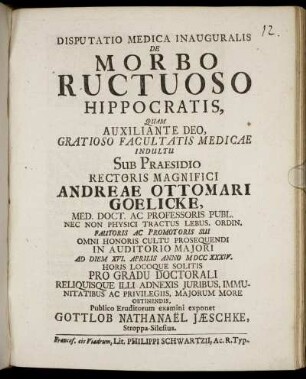 12.
DISPUTATIO MEDICA INAUGURALIS
DE
MORBO
RUCTUOSO
HIPPOCRATIS,
QUAM
AUXILIANTE DEO,
GRATIOSO FACULTATIS MEDICAE
INDULTU
SUB PRAESIDIO
RECTORIS MAGNIFICI
ANDREAE OTTOMARI
GOELICKE,
MED. DOCT. AC PROFESSORIS PUBL.
NEC NON PHYSICI TRACTUS LEBUS. ORDIN.
FAUTORIS AC PROMOTORIS SUI
OMNI HONORIS CULTU PROSEQUENDI
IN AUDITORIO MAJORI
AD DIEM XVI. APRILIS ANNO MDCC XXXIV.
HORIS LOCOQUE SOLITIS
PRO GRADU DOCTORALI
RELIQUISQUE ILLI ADNEXIS JURIBUS, IMMU-
NITATIBUS AC PRIVILEGIIS, MAJORUM MORE
OBTINENDIS,
Publico Eruditorum examini exponet
GOTTLOB NATHANAËL JÆSCHKE,
Stroppa-Silesius.
Francof. cis Viadrum, Lit. PHILIPPI SCHWARTZII, Ac. R. Typ.